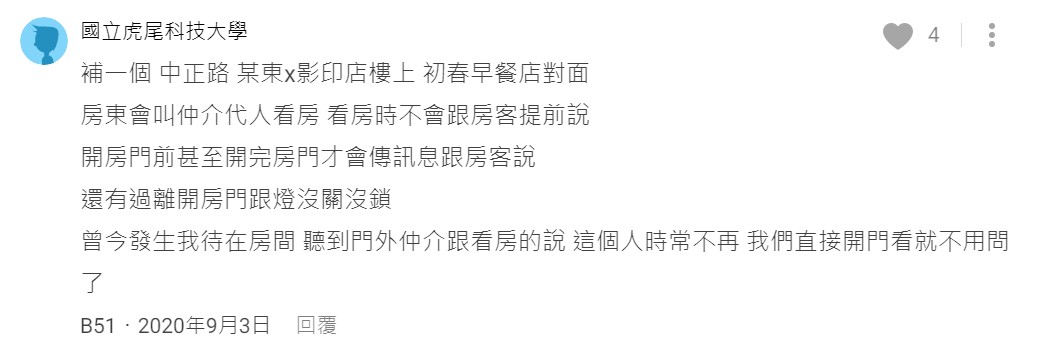 國立虎尾科技大學
4
補一個 中正路 某東x影印店樓上 初春早餐店對面
房東會叫仲介代人看房 看房時不會跟房客提前說
開房門前甚至開完房門才會傳訊息跟房客說
還有過離開房門跟燈沒關沒鎖
曾今發生我待在房間 聽到門外仲介跟看房的說 這個人時常不再 我們直接開門看就不用問
了
B51．2020年9月3日 回覆